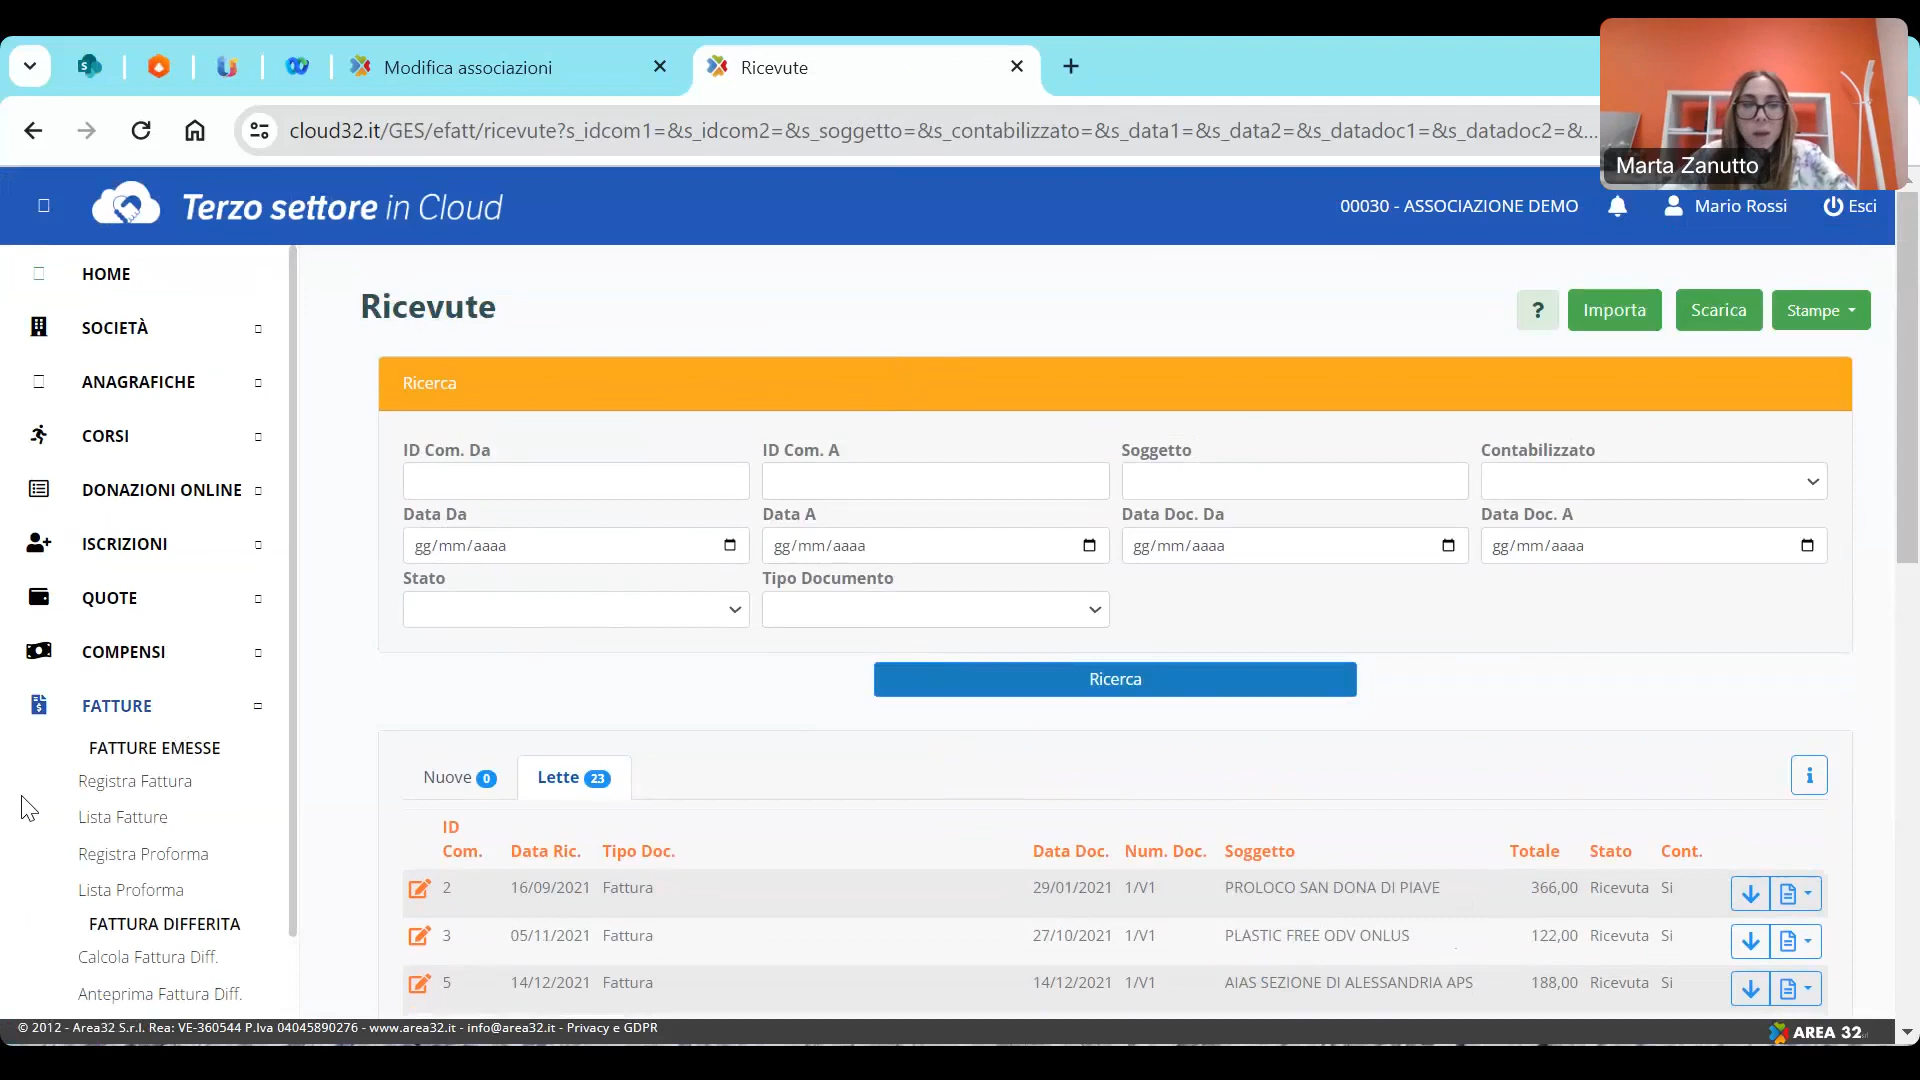 Modifica associazioni
Ricevute
cloud32.it/GES/efatt/ricevute?s_idcom1=&s_idcom2=&s_soggetto=&s_contabilizzato=&s_data1=&s_data2=&s_datadoc1=&s_datadoc2=&...
Marta Zanutto
Terzo settore in Cloud
00030 - ASSOCIAZIONE DEMO
Mario Rossi
Esci
HOME
SOCIETÀ
ANAGRAFICHE
CORSI
DONAZIONI ONLINE
ISCRIZIONI
QUOTE
COMPENSI
FATTURE
FATTURE EMESSE
Registra Fattura
Lista Fatture
Registra Proforma
Lista Proforma
FATTURA DIFFERITA
Calcola Fattura Diff.
Anteprima Fattura Diff.
Ricevute
? Importa Scarica Stampe
Ricerca
ID Com. Da ID Com. A Soggetto Contabilizzato
Data Da Data A Data Doc. Da Data Doc. A
gg/mm/aaaa gg/mm/aaaa gg/mm/aaaa gg/mm/aaaa
Stato Tipo Documento
Ricerca
Nuove 0 Lette 23
ID Com. Data Ric. Tipo Doc. Data Doc. Num. Doc. Soggetto Totale Stato Cont.
2 16/09/2021 Fattura 29/01/2021 1/V1 PROLOCO SAN DONA DI PIAVE 366,00 Ricevuta Si
3 05/11/2021 Fattura 27/10/2021 1/V1 PLASTIC FREE ODV ONLUS 122,00 Ricevuta Si
5 14/12/2021 Fattura 14/12/2021 1/V1 AIAS SEZIONE DI ALESSANDRIA APS 188,00 Ricevuta Si
© 2012 - Area32 S.r.l. Rea: VE-360544 P.Iva 04045890276 - www.area32.it - info@area32.it - Privacy e GDPR
AREA 32